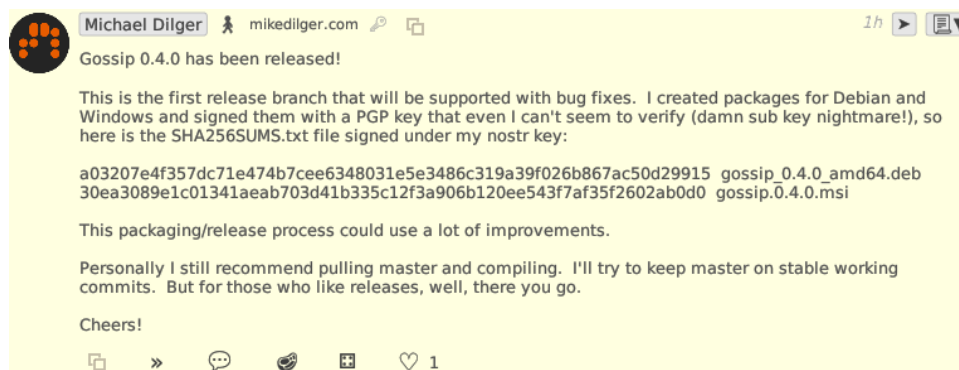 Michael Dilger mikedilger.com 1h
Gossip 0.4.0 has been released!
This is the first release branch that will be supported with bug fixes. I created packages for Debian and
Windows and signed them with a PGP key that even I can't seem to verify (damn sub key nightmare!), so
here is the SHA256SUMS.txt file signed under my nostr key:
a03207e4f357dc71e474b7cee6348031e5e3486c319a39f026b867ac50d29915 gossip_0.4.0_amd64.deb
30ea3089e1c01341aeab703d41b335c12f3a906b120ee543f7af35f2602ab0d0 gossip.0.4.0.msi
This packaging/release process could use a lot of improvements.
Personally I still recommend pulling master and compiling. I'll try to keep master on stable working
commits. But for those who like releases, well, there you go.
Cheers!
1